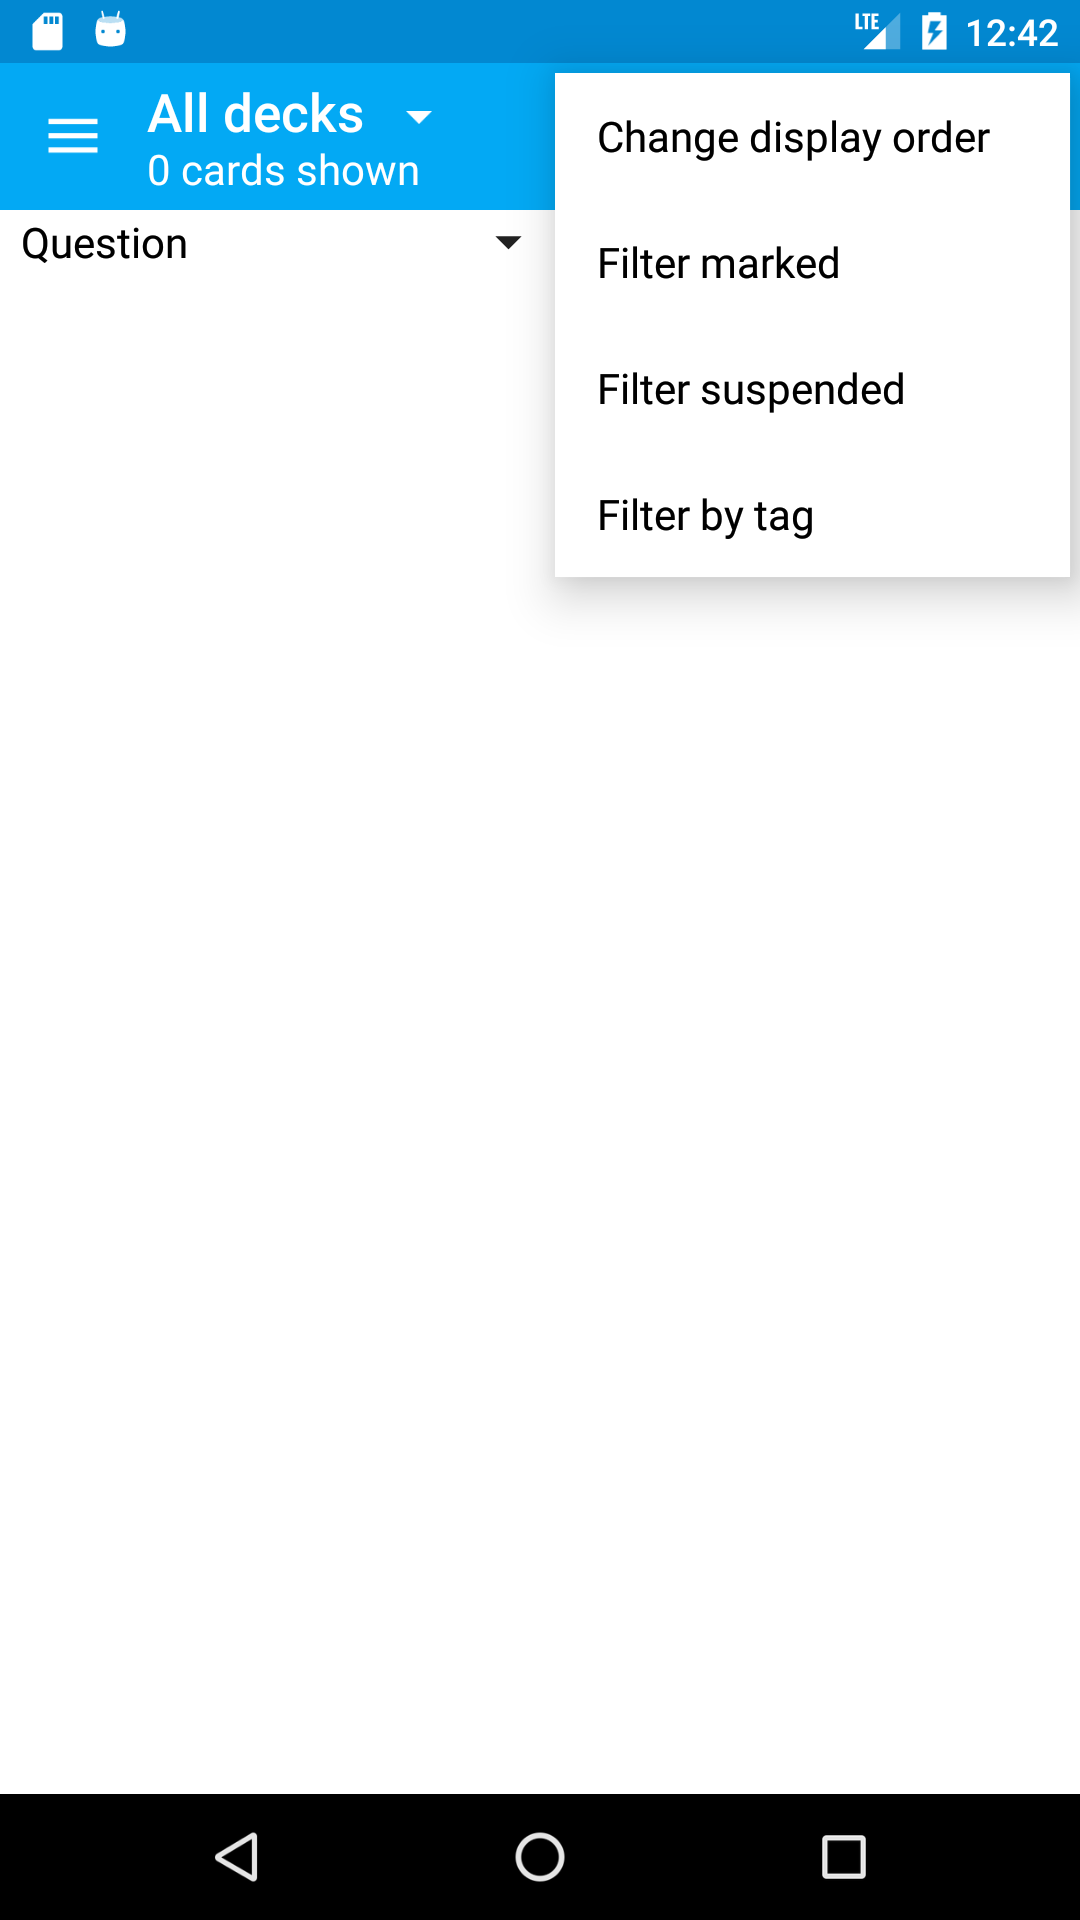 LTE 12:42
All decks
0 cards shown
Question
Change display order
Filter marked
Filter suspended
Filter by tag